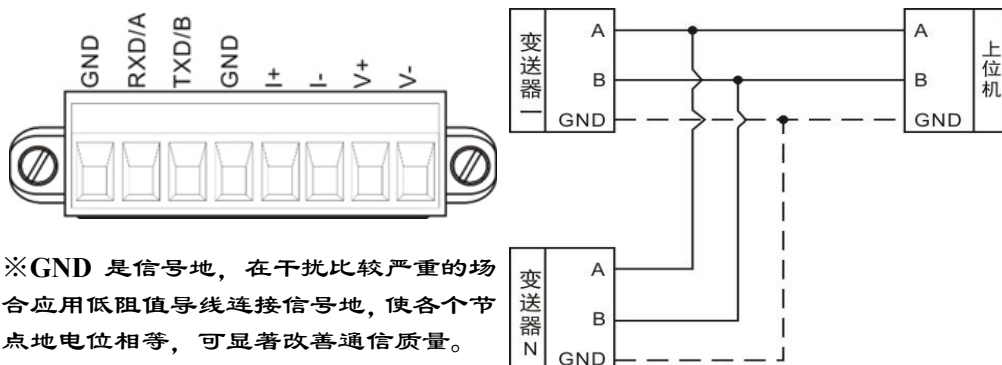 GND
RXD/A
TXD/B
GND
I+
I-
V+
V-
※GND 是信号地，在干扰比较严重的场
合应用低阻值导线连接信号地，使各个节
点地电位相等，可显著改善通信质量。
变送器一
A
B
GND
A
B
GND
上位机
变送器N
A
B
GND